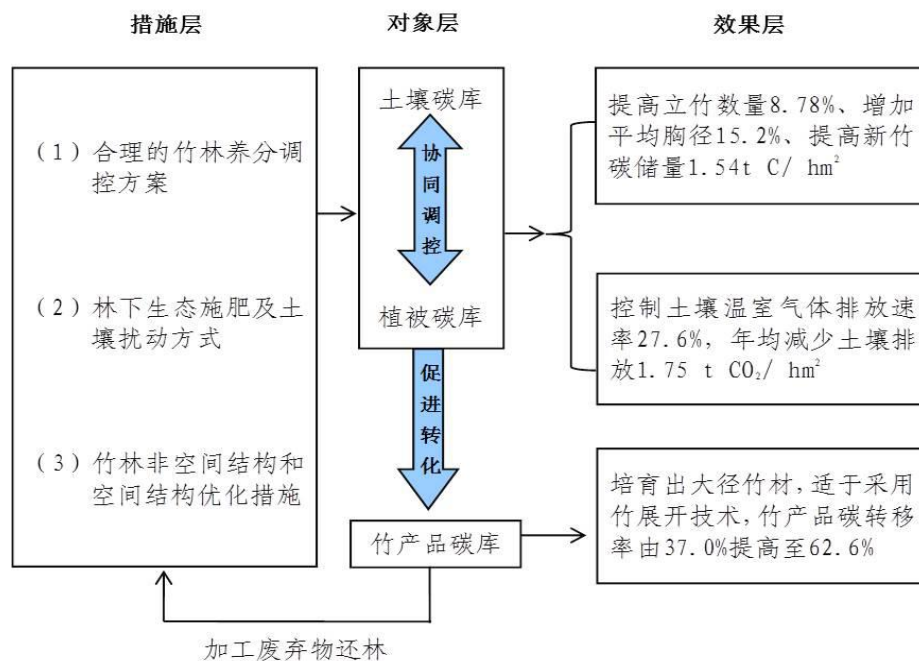 措施层
对象层
效果层
(1)合理的竹林养分调
控方案
(2)林下生态施肥及土
壤扰动方式
(3)竹林非空间结构和
空间结构优化措施
土壤碳库
协同调控
植被碳库
促进转化
竹产品碳库
提高立竹数量8.78%、增加
平均胸径15.2%、提高新竹
碳储量1.54t C/ hm²
控制土壤温室气体排放速
率27.6%，年均减少土壤排
放1.75 t CO₂/ hm²
培育出大径竹材，适于采用
竹展开技术，竹产品碳转移
率由37.0%提高至62.6%
加工废弃物还林